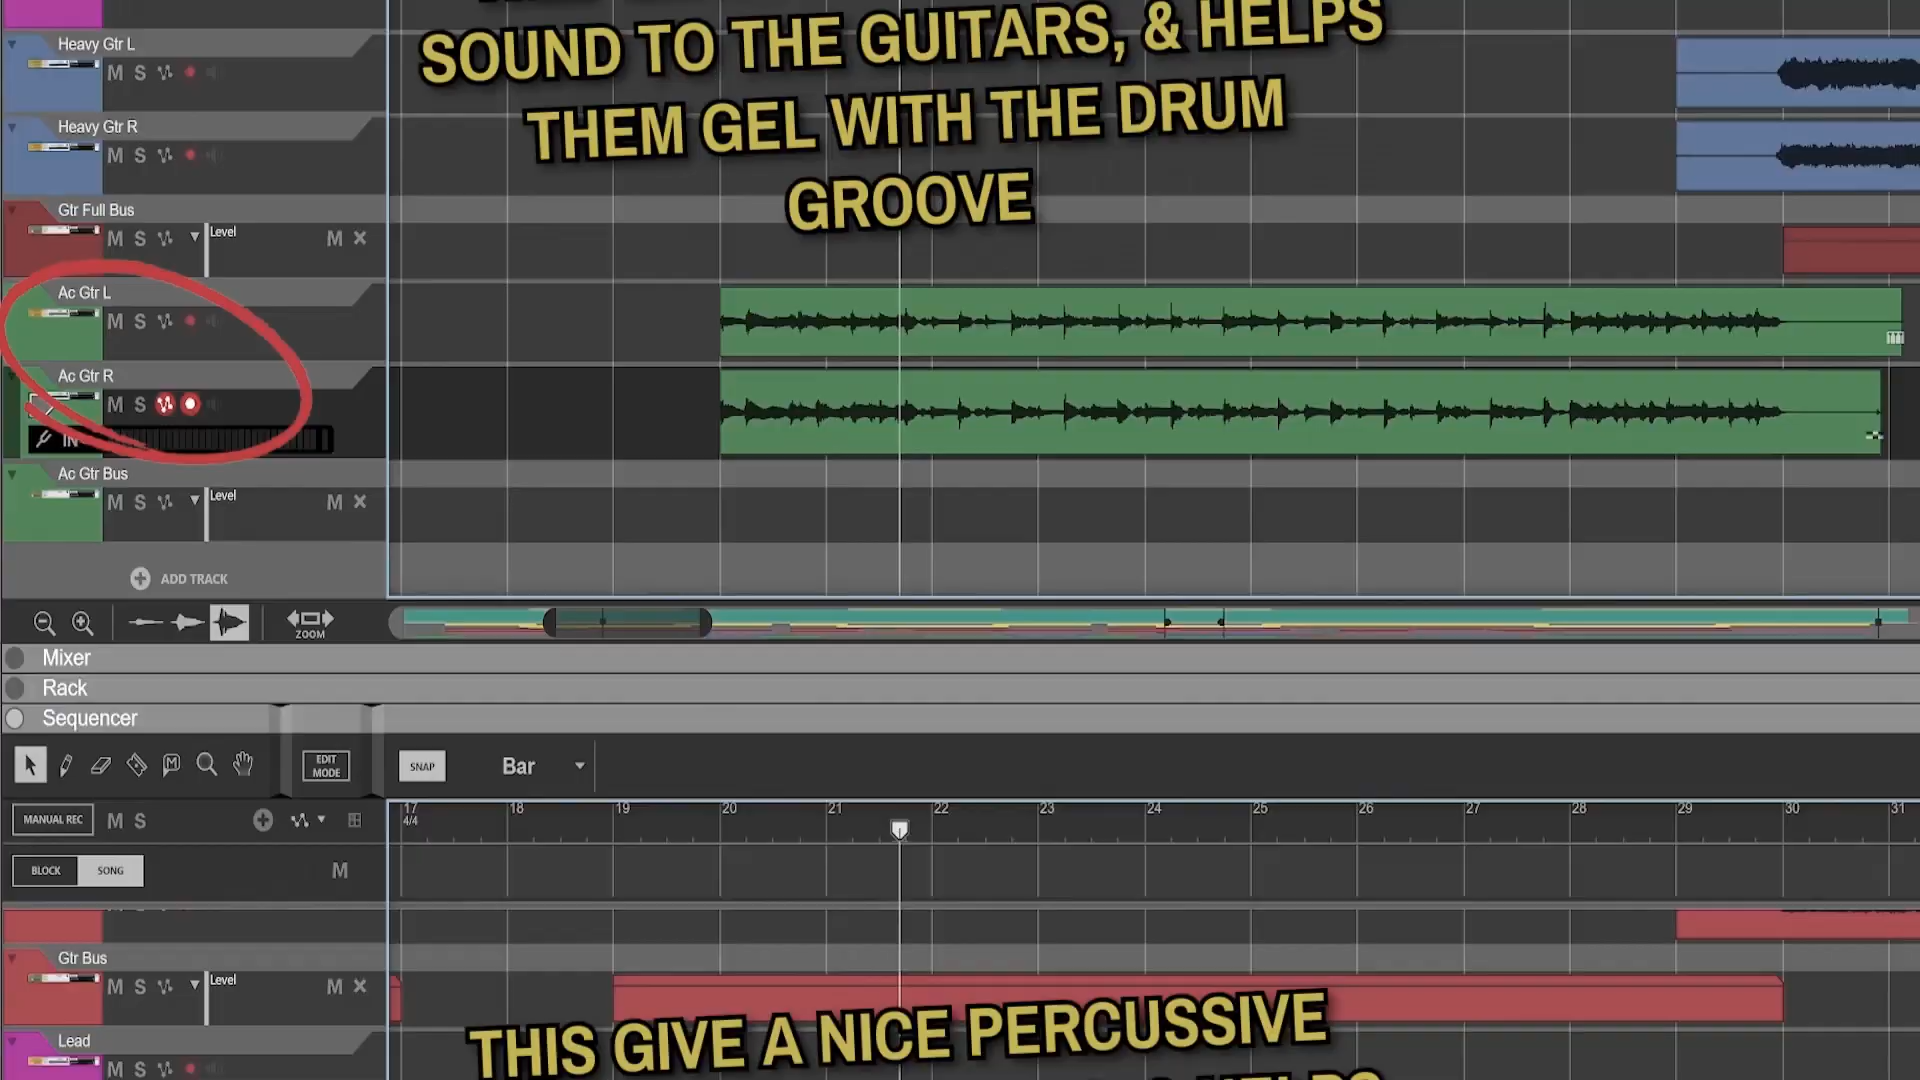 SOUND TO THE GUITARS, & HELPS
THEM GEL WITH THE DRUM
GROOVE
Heavy Gtr L
M S
Heavy Gtr R
M S
Gtr Full Bus
M S Level M
Ac Gtr L
M S
Ac Gtr R
M S
IN
Ac Gtr Bus
M S Level M
ADD TRACK
ZOOM
Mixer
Rack
Sequencer
EDIT
MODE
SNAP
Bar
MANUAL REC M S
17 18 19 20 21 22 23 24 25 26 27 28 29 30 31
4/4
BLOCK SONG M
Gtr Bus
M S Level M
THIS GIVE A NICE PERCUSSIVE
Lead
M S
HELPS